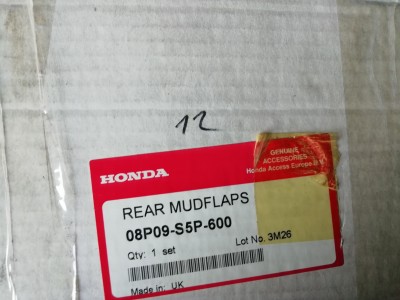 12
GENUINE
ACCESSORIES
Honda Access Europe N.V.
HONDA
REAR MUDFLAPS
08P09-S5P-600
Qty: 1 set
Lot No. 3M26
Made in: UK